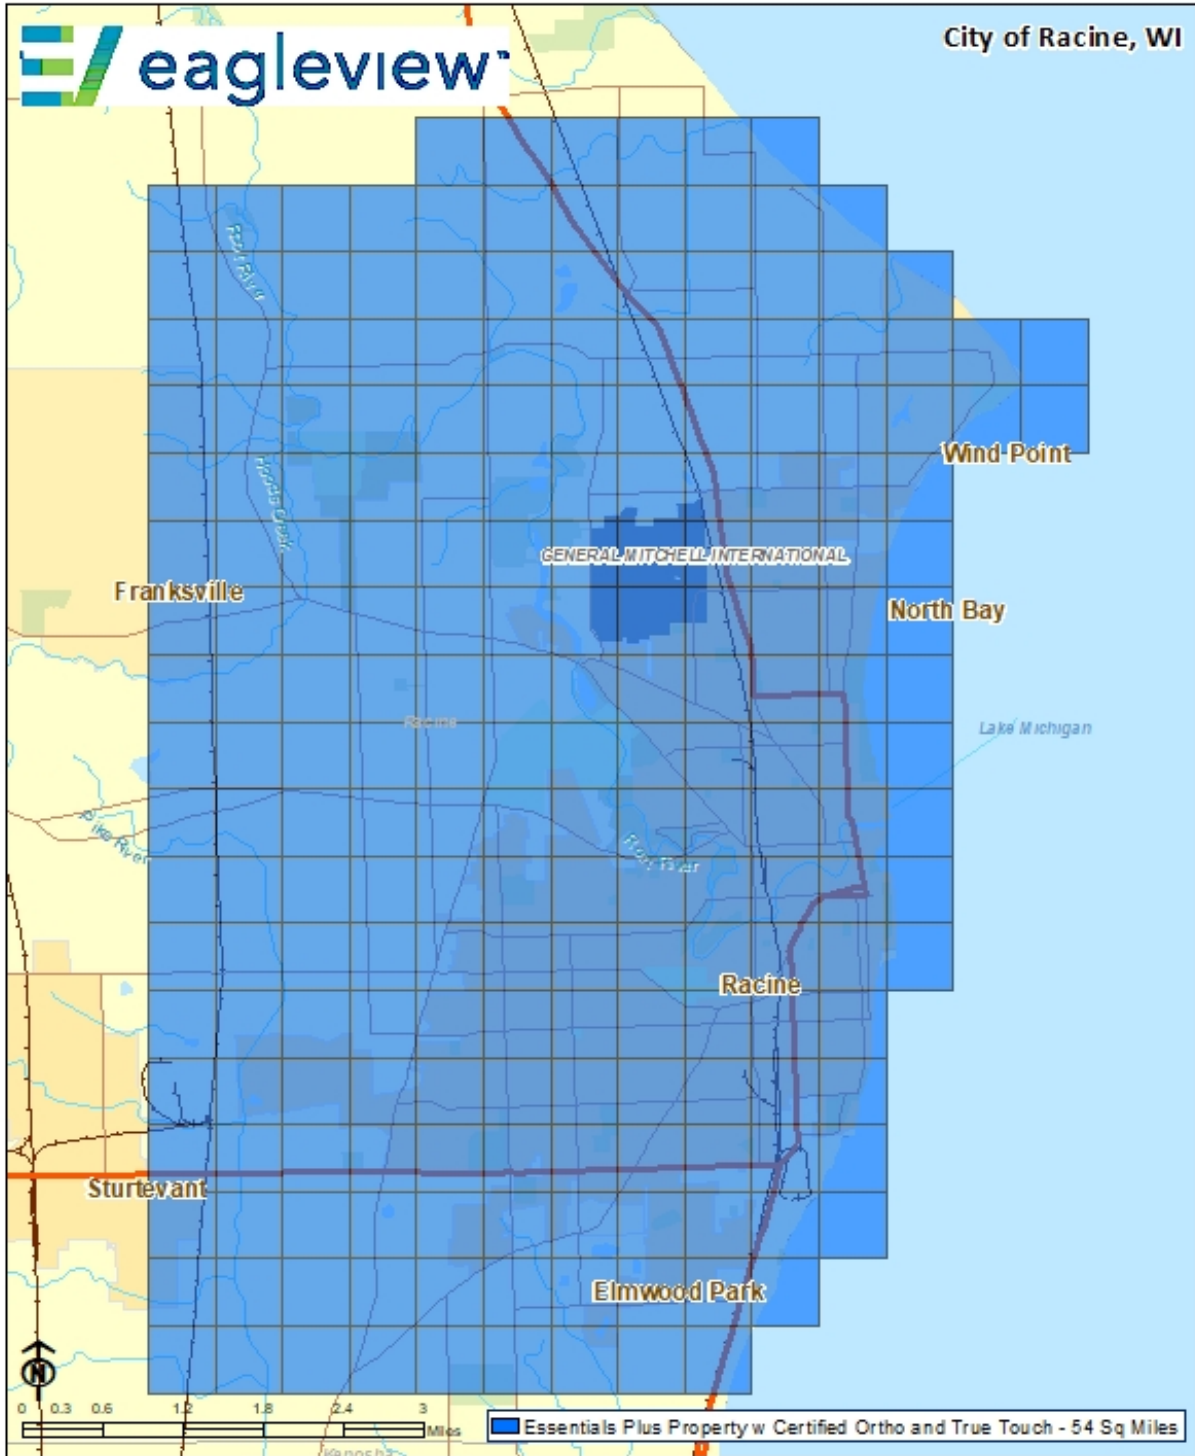 eagleview™
City of Racine, WI
Root River
Wind Point
Hoods Creek
GENERAL MITCHELL INTERNATIONAL
Franksville
North Bay
Racine
Lake Michigan
Pike River
Root River
Racine
Sturtevant
Elmwood Park
N
0 0.3 0.6 1.2 1.8 2.4 3
Miles
Essentials Plus Property w Certified Ortho and True Touch - 54 Sq Miles
Kenosha